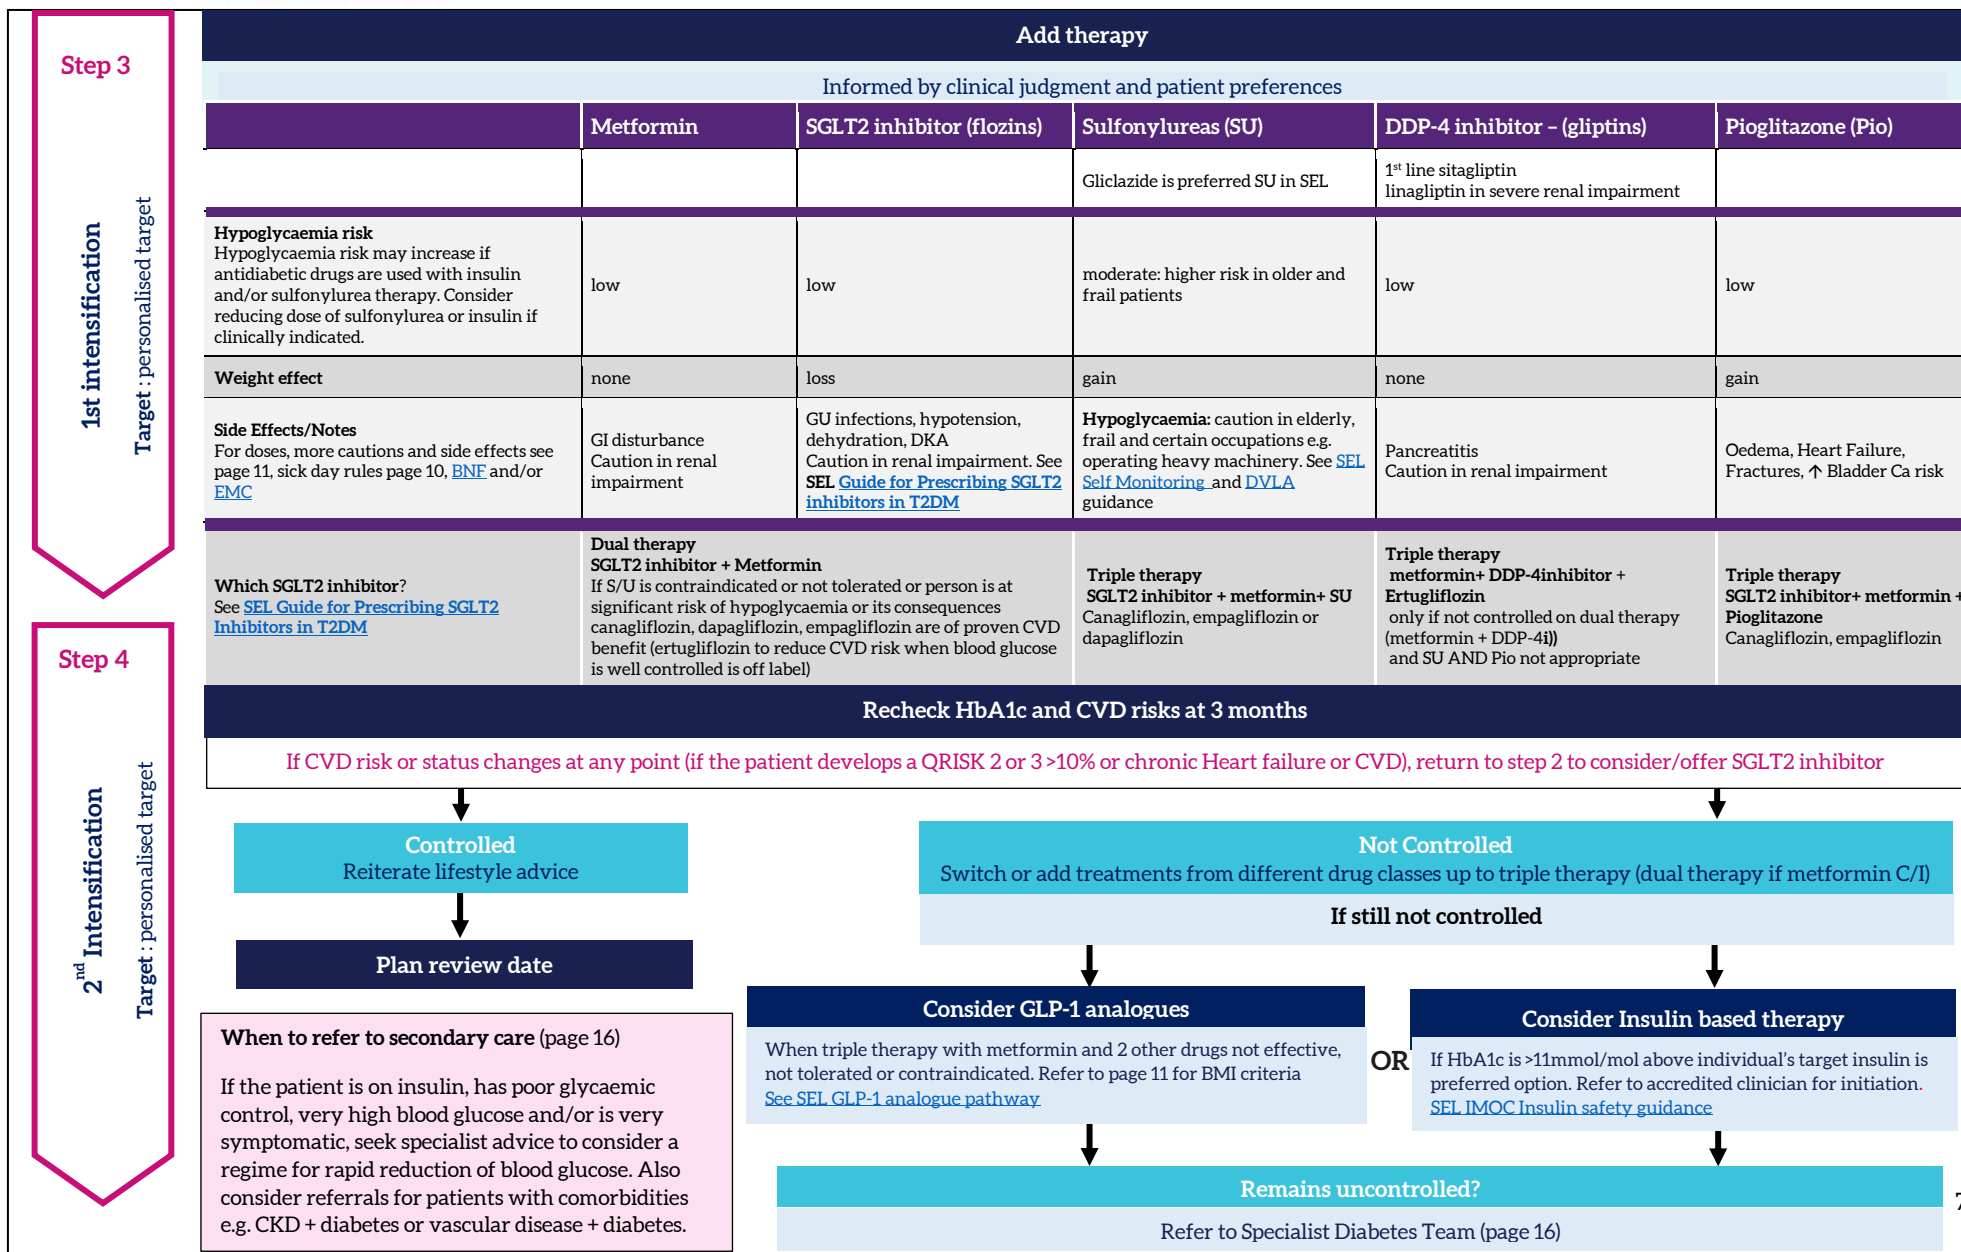 Step 3
1st intensification
Target : personalised target
Add therapy
Informed by clinical judgment and patient preferences
Metformin
SGLT2 inhibitor (flozins)
Sulfonylureas (SU)
DDP-4 inhibitor – (gliptins)
Pioglitazone (Pio)
Gliclazide is preferred SU in SEL
1st line sitagliptin
linagliptin in severe renal impairment
Hypoglycaemia risk
Hypoglycaemia risk may increase if
antidiabetic drugs are used with insulin
and/or sulfonylurea therapy. Consider
reducing dose of sulfonylurea or insulin if
clinically indicated.
low
low
moderate: higher risk in older and
frail patients
low
low
Weight effect
none
loss
gain
none
gain
Side Effects/Notes
For doses, more cautions and side effects see
page 11, sick day rules page 10, BNF and/or
EMC
GI disturbance
Caution in renal
impairment
GU infections, hypotension,
dehydration, DKA
Caution in renal impairment. See
SEL Guide for Prescribing SGLT2
inhibitors in T2DM
Hypoglycaemia: caution in elderly,
frail and certain occupations e.g.
operating heavy machinery. See SEL
Self Monitoring and DVLA
guidance
Pancreatitis
Caution in renal impairment
Oedema, Heart Failure,
Fractures, ↑ Bladder Ca risk
Which SGLT2 inhibitor?
See SEL Guide for Prescribing SGLT2
Inhibitors in T2DM
Dual therapy
SGLT2 inhibitor + Metformin
If S/U is contraindicated or not tolerated or person is at
significant risk of hypoglycaemia or its consequences
canagliflozin, dapagliflozin, empagliflozin are of proven CVD
benefit (ertugliflozin to reduce CVD risk when blood glucose
is well controlled is off label)
Triple therapy
SGLT2 inhibitor + metformin+ SU
Canagliflozin, empagliflozin or
dapagliflozin
Triple therapy
metformin+ DDP-4inhibitor +
Ertugliflozin
only if not controlled on dual therapy
(metformin + DDP-4i))
and SU AND Pio not appropriate
Triple therapy
SGLT2 inhibitor+ metformin +
Pioglitazone
Canagliflozin, empagliflozin
Step 4
2nd Intensification
Target : personalised target
Recheck HbA1c and CVD risks at 3 months
If CVD risk or status changes at any point (if the patient develops a QRISK 2 or 3 >10% or chronic Heart failure or CVD), return to step 2 to consider/offer SGLT2 inhibitor
Controlled
Reiterate lifestyle advice
Plan review date
Not Controlled
Switch or add treatments from different drug classes up to triple therapy (dual therapy if metformin C/I)
If still not controlled
Consider GLP-1 analogues
When triple therapy with metformin and 2 other drugs not effective,
not tolerated or contraindicated. Refer to page 11 for BMI criteria
See SEL GLP-1 analogue pathway
OR
Consider Insulin based therapy
If HbA1c is >11mmol/mol above individual's target insulin is
preferred option. Refer to accredited clinician for initiation.
SEL IMOC Insulin safety guidance
When to refer to secondary care (page 16)
If the patient is on insulin, has poor glycaemic
control, very high blood glucose and/or is very
symptomatic, seek specialist advice to consider a
regime for rapid reduction of blood glucose. Also
consider referrals for patients with comorbidities
e.g. CKD + diabetes or vascular disease + diabetes.
Remains uncontrolled?
Refer to Specialist Diabetes Team (page 16)
7